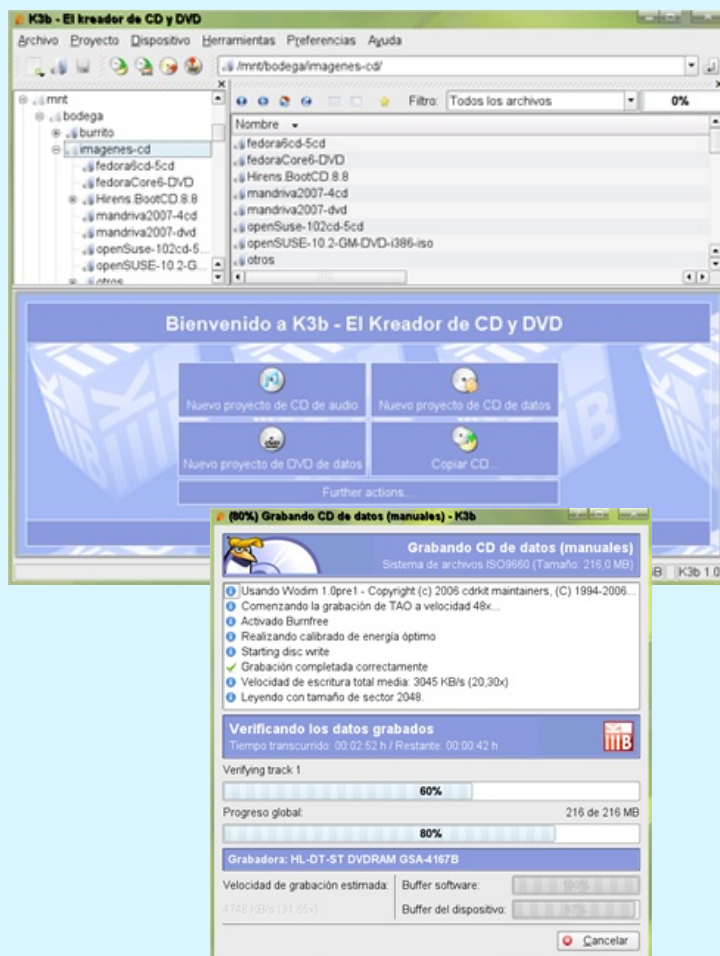 K3b - El kreador de CD y DVD
Archivo Proyecto Dispositivo Herramientas Preferencias Ayuda
/mnt/bodega/imagenes-cd/
mnt
bodega
burrito
imagenes-cd
fedora6cd-5cd
fedoraCore6-DVD
Hirens.BootCD.8.8
mandriva2007-4cd
mandriva2007-dvd
openSuse-102cd-5...
openSUSE-10.2-G...
otros
Filtro: Todos los archivos 0%
Nombre
fedora6cd-5cd
fedoraCore6-DVD
Hirens.BootCD.8.8
mandriva2007-4cd
mandriva2007-dvd
openSuse-102cd-5cd
openSUSE-10.2-GM-DVD-i386-iso
otros
Bienvenido a K3b - El Kreador de CD y DVD
Nuevo proyecto de CD de audio
Nuevo proyecto de CD de datos
Nuevo proyecto de DVD de datos
Copiar CD...
Further actions...
K3b 1.0
(80%) Grabando CD de datos (manuales) - K3b
Grabando CD de datos (manuales)
Sistema de archivos ISO9660 (Tamaño: 216,0 MB)
Usando Wodim 1.0pre1 - Copyright (c) 2006 cdrkit maintainers, (C) 1994-2006...
Comenzando la grabación de TAO a velocidad 48x...
Activado Burnfree
Realizando calibrado de energía óptimo
Starting disc write
Grabación completada correctamente
Velocidad de escritura total media: 3045 KB/s (20,30x)
Leyendo con tamaño de sector 2048.
Verificando los datos grabados
Tiempo transcurrido: 00:02:52 h / Restante: 00:00:42 h
Verifying track 1
60%
Progreso global: 216 de 216 MB
80%
Grabadora: HL-DT-ST DVDRAM GSA-4167B
Velocidad de grabación estimada:
4748 KB/s (31,65x)
Buffer software: 100%
Buffer del dispositivo: 97%
Cancelar